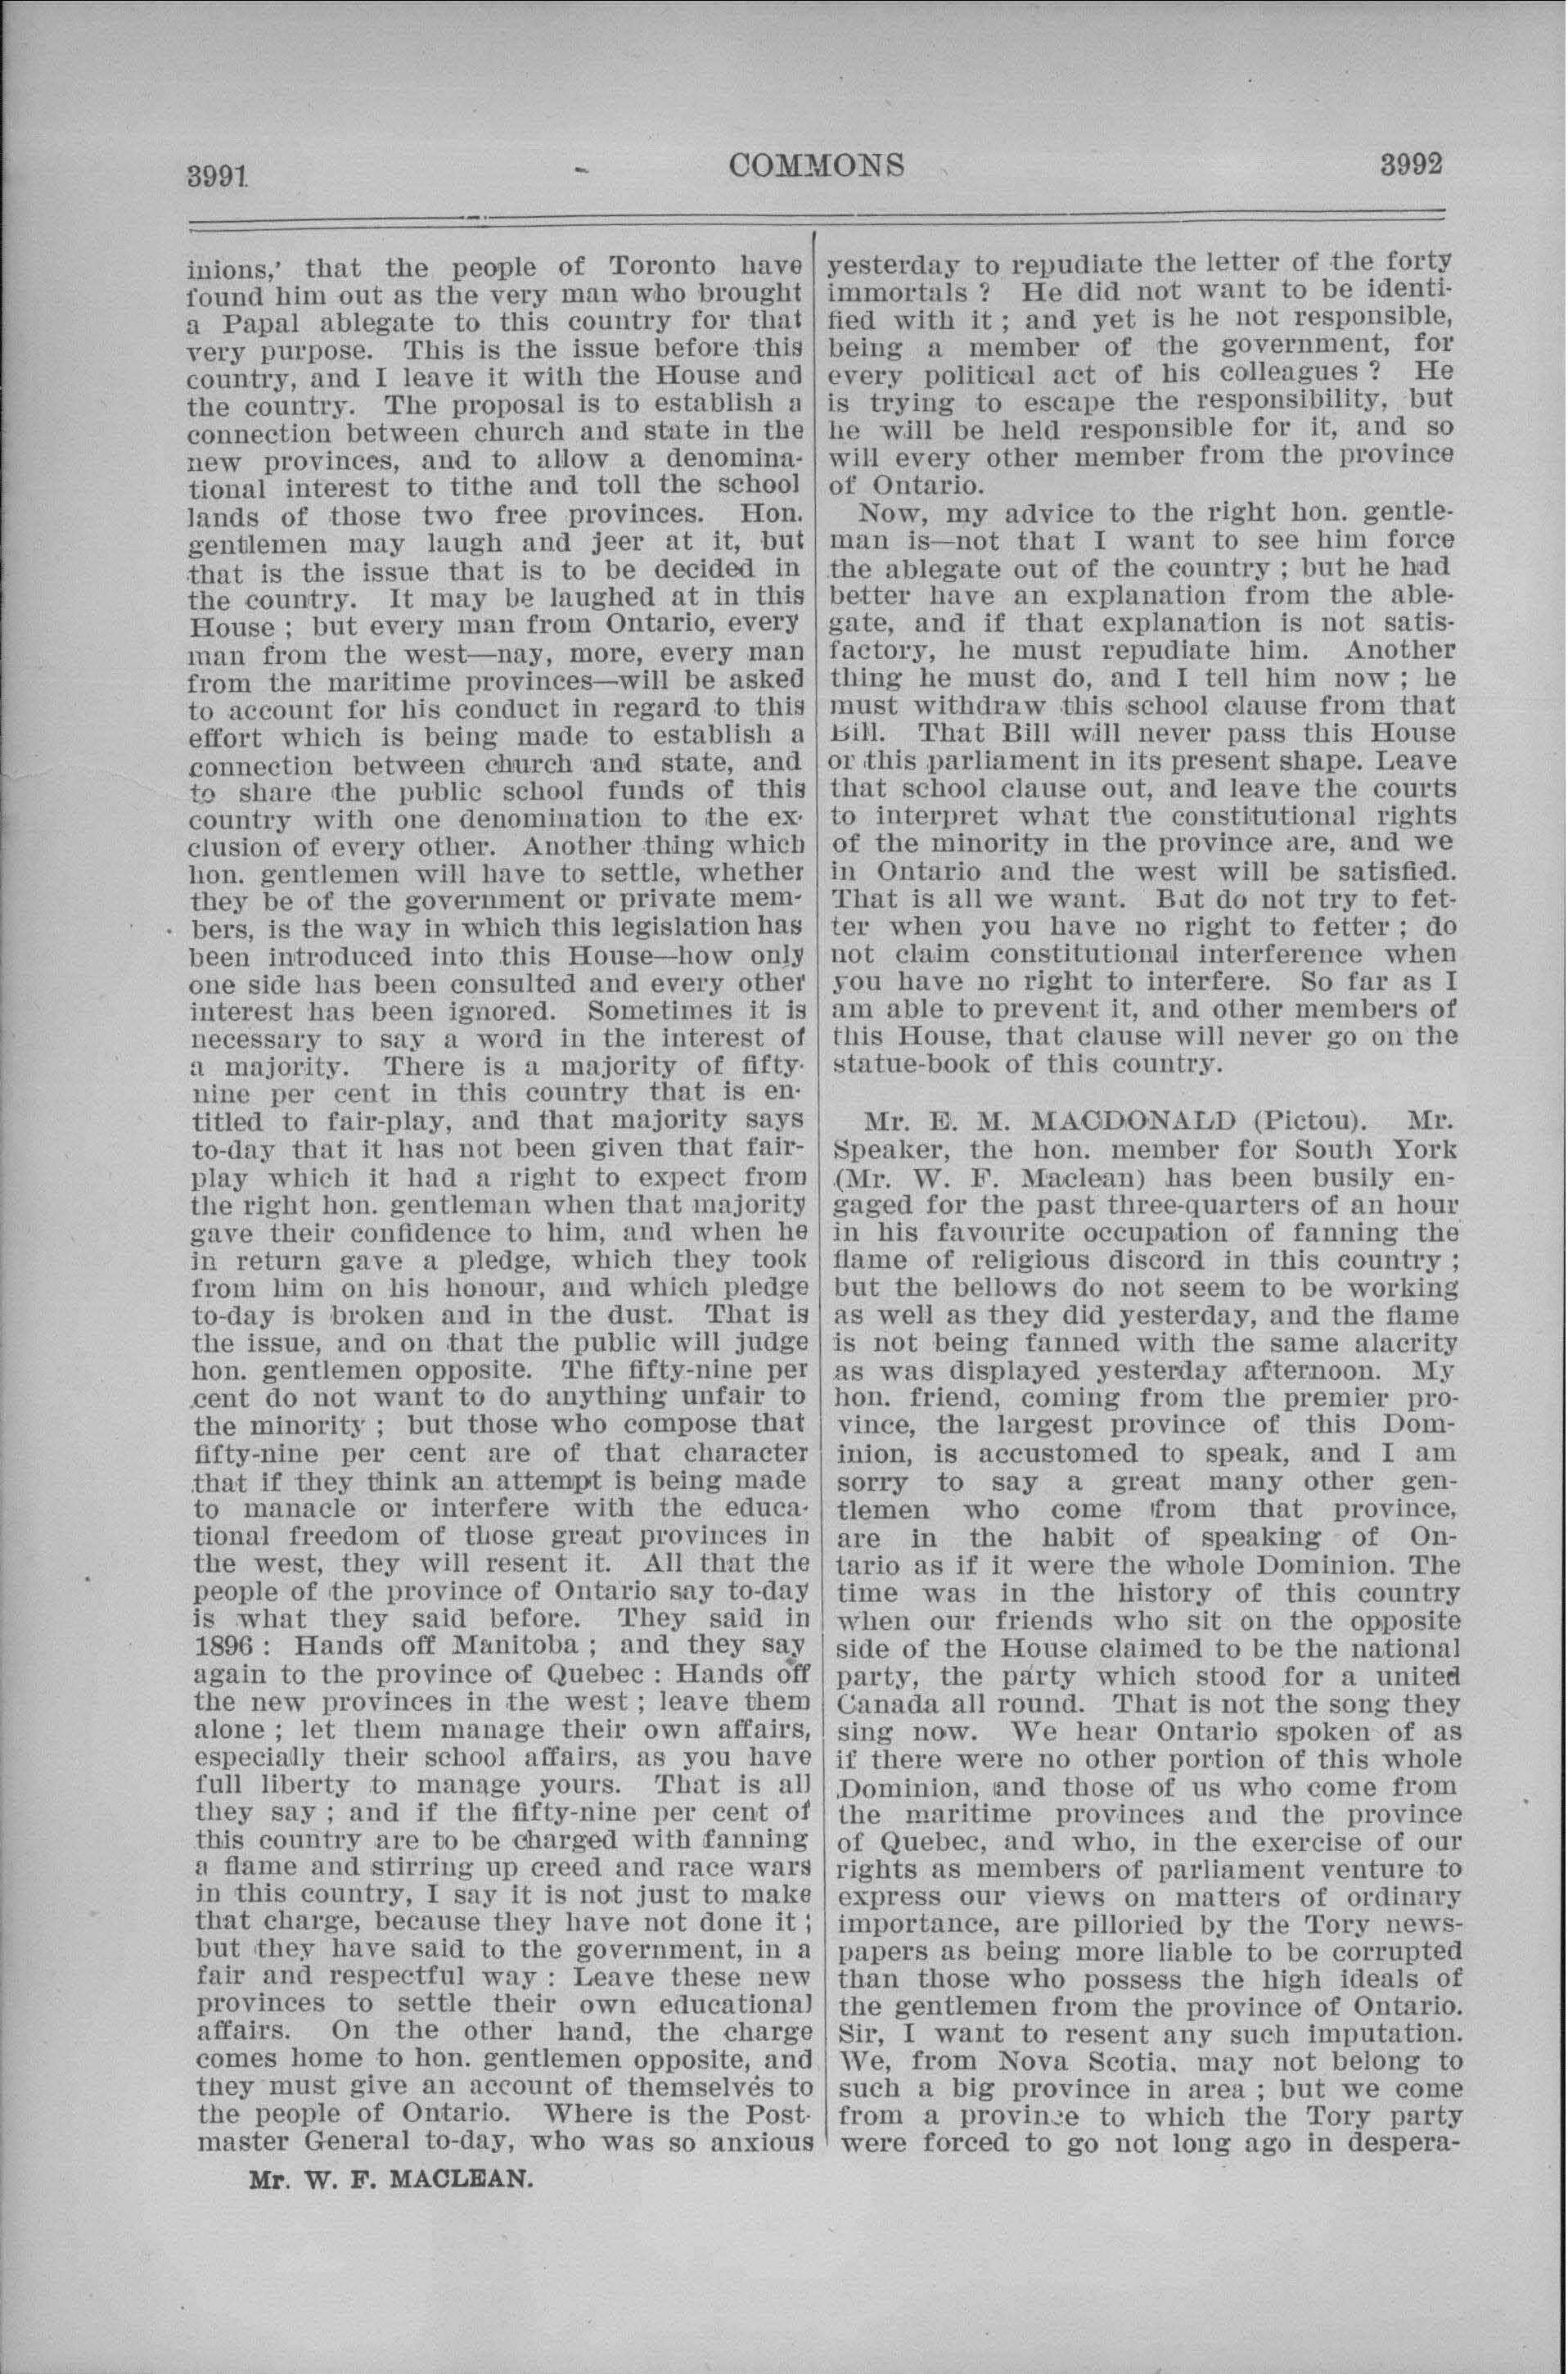 3991
COMMONS
3992
inions,' that the people of Toronto have
found him out as the very man who brought
a Papal ablegate to this country for that
very purpose. This is the issue before this
country, and I leave it with the House and
the country. The proposal is to establish a
connection between church and state in the
new provinces, and to allow a denomina-
tional interest to tithe and toll the school
lands of those two free provinces. Hon.
gentlemen may laugh and jeer at it, but
that is the issue that is to be decided in
the country. It may be laughed at in this
House ; but every man from Ontario, every
man from the west—nay, more, every man
from the maritime provinces—will be asked
to account for his conduct in regard to this
effort which is being made to establish a
connection between church and state, and
to share the public school funds of this
country with one denomination to the ex-
clusion of every other. Another thing which
hon. gentlemen will have to settle, whether
they be of the government or private mem-
bers, is the way in which this legislation has
been introduced into this House—how only
one side has been consulted and every other
interest has been ignored. Sometimes it is
necessary to say a word in the interest of
a majority. There is a majority of fifty-
nine per cent in this country that is en-
titled to fair-play, and that majority says
to-day that it has not been given that fair-
play which it had a right to expect from
the right hon. gentleman when that majority
gave their confidence to him, and when he
in return gave a pledge, which they took
from him on his honour, and which pledge
to-day is broken and in the dust. That is
the issue, and on that the public will judge
hon. gentlemen opposite. The fifty-nine per
cent do not want to do anything unfair to
the minority ; but those who compose that
fifty-nine per cent are of that character
that if they think an attempt is being made
to manacle or interfere with the educa-
tional freedom of those great provinces in
the west, they will resent it. All that the
people of the province of Ontario say to-day
is what they said before. They said in
1896 : Hands off Manitoba ; and they say
again to the province of Quebec : Hands off
the new provinces in the west ; leave them
alone ; let them manage their own affairs,
especially their school affairs, as you have
full liberty to manage yours. That is all
they say ; and if the fifty-nine per cent of
this country are to be charged with fanning
a flame and stirring up creed and race wars
in this country, I say it is not just to make
that charge, because they have not done it ;
but they have said to the government, in a
fair and respectful way : Leave these new
provinces to settle their own educational
affairs. On the other hand, the charge
comes home to hon. gentlemen opposite, and
they must give an account of themselves to
the people of Ontario. Where is the Post-
master General to-day, who was so anxious
Mr. W. F. MACLEAN.
yesterday to repudiate the letter of the forty
immortals ? He did not want to be identi-
fied with it ; and yet is he not responsible,
being a member of the government, for
every political act of his colleagues ? He
is trying to escape the responsibility, but
he will be held responsible for it, and so
will every other member from the province
of Ontario.
Now, my advice to the right hon. gentle-
man is—not that I want to see him force
the ablegate out of the country ; but he had
better have an explanation from the able-
gate, and if that explanation is not satis-
factory, he must repudiate him. Another
thing he must do, and I tell him now ; he
must withdraw this school clause from that
Bill. That Bill will never pass this House
or this parliament in its present shape. Leave
that school clause out, and leave the courts
to interpret what the constitutional rights
of the minority in the province are, and we
in Ontario and the west will be satisfied.
That is all we want. But do not try to fet-
ter when you have no right to fetter ; do
not claim constitutional interference when
you have no right to interfere. So far as I
am able to prevent it, and other members of
this House, that clause will never go on the
statue-book of this country.
Mr. E. M. MACDONALD (Pictou). Mr.
Speaker, the hon. member for South York
(Mr. W. F. Maclean) has been busily en-
gaged for the past three-quarters of an hour
in his favourite occupation of fanning the
flame of religious discord in this country ;
but the bellows do not seem to be working
as well as they did yesterday, and the flame
is not being fanned with the same alacrity
as was displayed yesterday afternoon. My
hon. friend, coming from the premier pro-
vince, the largest province of this Dom-
inion, is accustomed to speak, and I am
sorry to say a great many other gen-
tlemen who come from that province,
are in the habit of speaking of On-
tario as if it were the whole Dominion. The
time was in the history of this country
when our friends who sit on the opposite
side of the House claimed to be the national
party, the party which stood for a united
Canada all round. That is not the song they
sing now. We hear Ontario spoken of as
if there were no other portion of this whole
Dominion, and those of us who come from
the maritime provinces and the province
of Quebec, and who, in the exercise of our
rights as members of parliament venture to
express our views on matters of ordinary
importance, are pilloried by the Tory news-
papers as being more liable to be corrupted
than those who possess the high ideals of
the gentlemen from the province of Ontario.
Sir, I want to resent any such imputation.
We, from Nova Scotia, may not belong to
such a big province in area ; but we come
from a province to which the Tory party
were forced to go not long ago in despera-